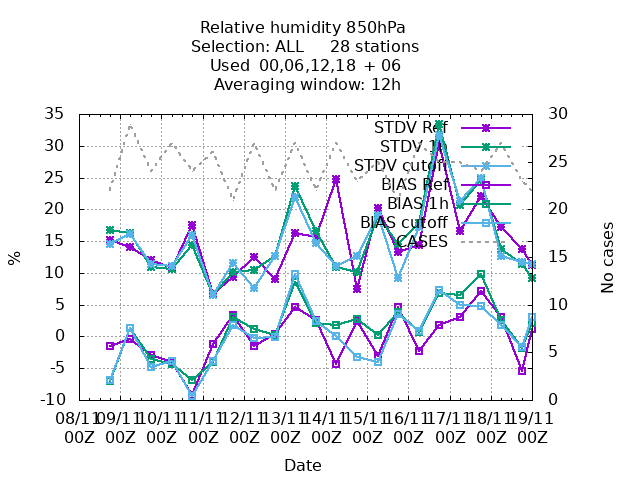 Relative humidity 850hPa
Selection: ALL 28 stations
Used 00,06,12,18 + 06
Averaging window: 12h
35
30
25
20
15
10
5
0
-5
-10
%
30
25
20
15
10
5
0
No cases
STDV Ref
STDV 1h
STDV cutoff
BIAS Ref
BIAS 1h
BIAS cutoff
CASES
08/11 09/11 10/11 11/11 12/11 13/11 14/11 15/11 16/11 17/11 18/11 19/11
00Z 00Z 00Z 00Z 00Z 00Z 00Z 00Z 00Z 00Z 00Z 00Z
Date